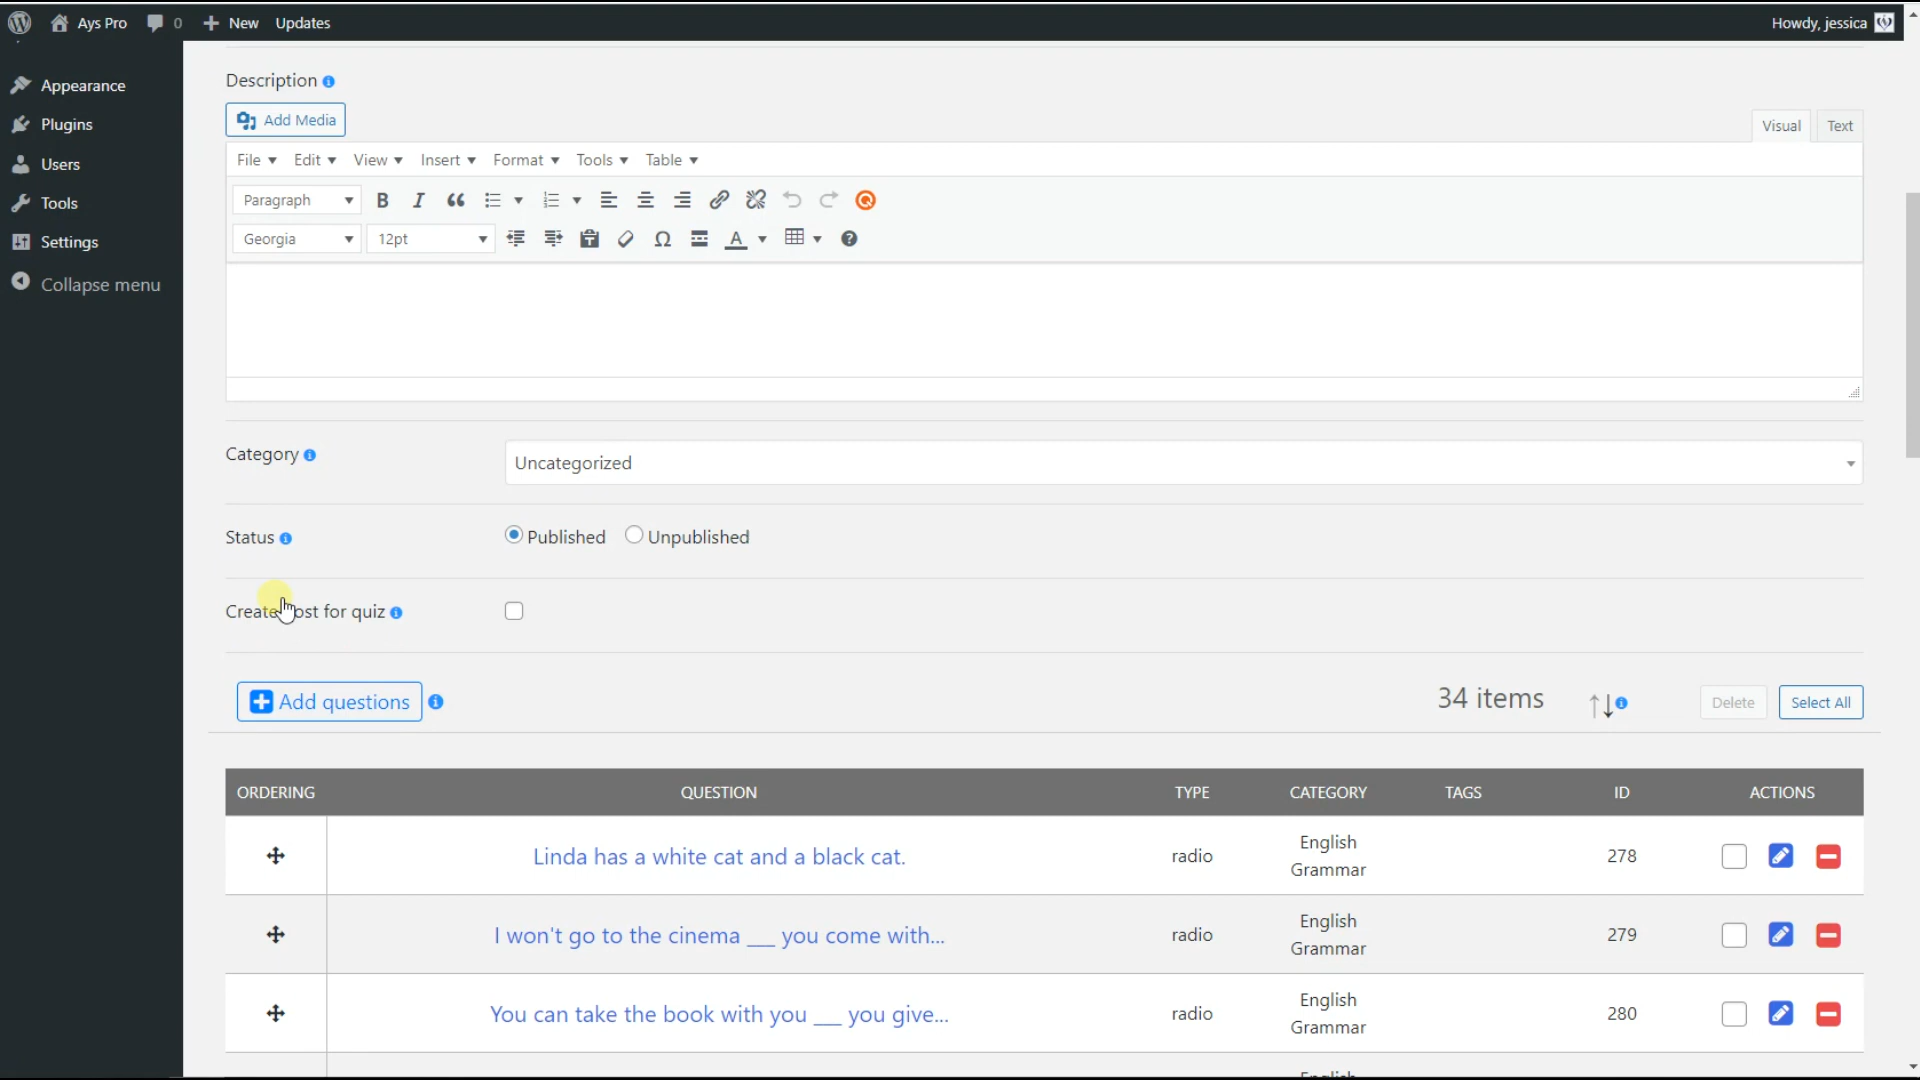 Ays Pro 0 New Updates Howdy, jessica
Appearance
Plugins
Users
Tools
Settings
Collapse menu
Description
Add Media
Visual Text
File Edit View Insert Format Tools Table
Paragraph
Georgia 12pt
Category Uncategorized
Status Published Unpublished
Create post for quiz
Add questions 34 items Delete Select All
ORDERING QUESTION TYPE CATEGORY TAGS ID ACTIONS
Linda has a white cat and a black cat. radio English Grammar 278
I won't go to the cinema ___ you come with... radio English Grammar 279
You can take the book with you ___ you give... radio English Grammar 280
English